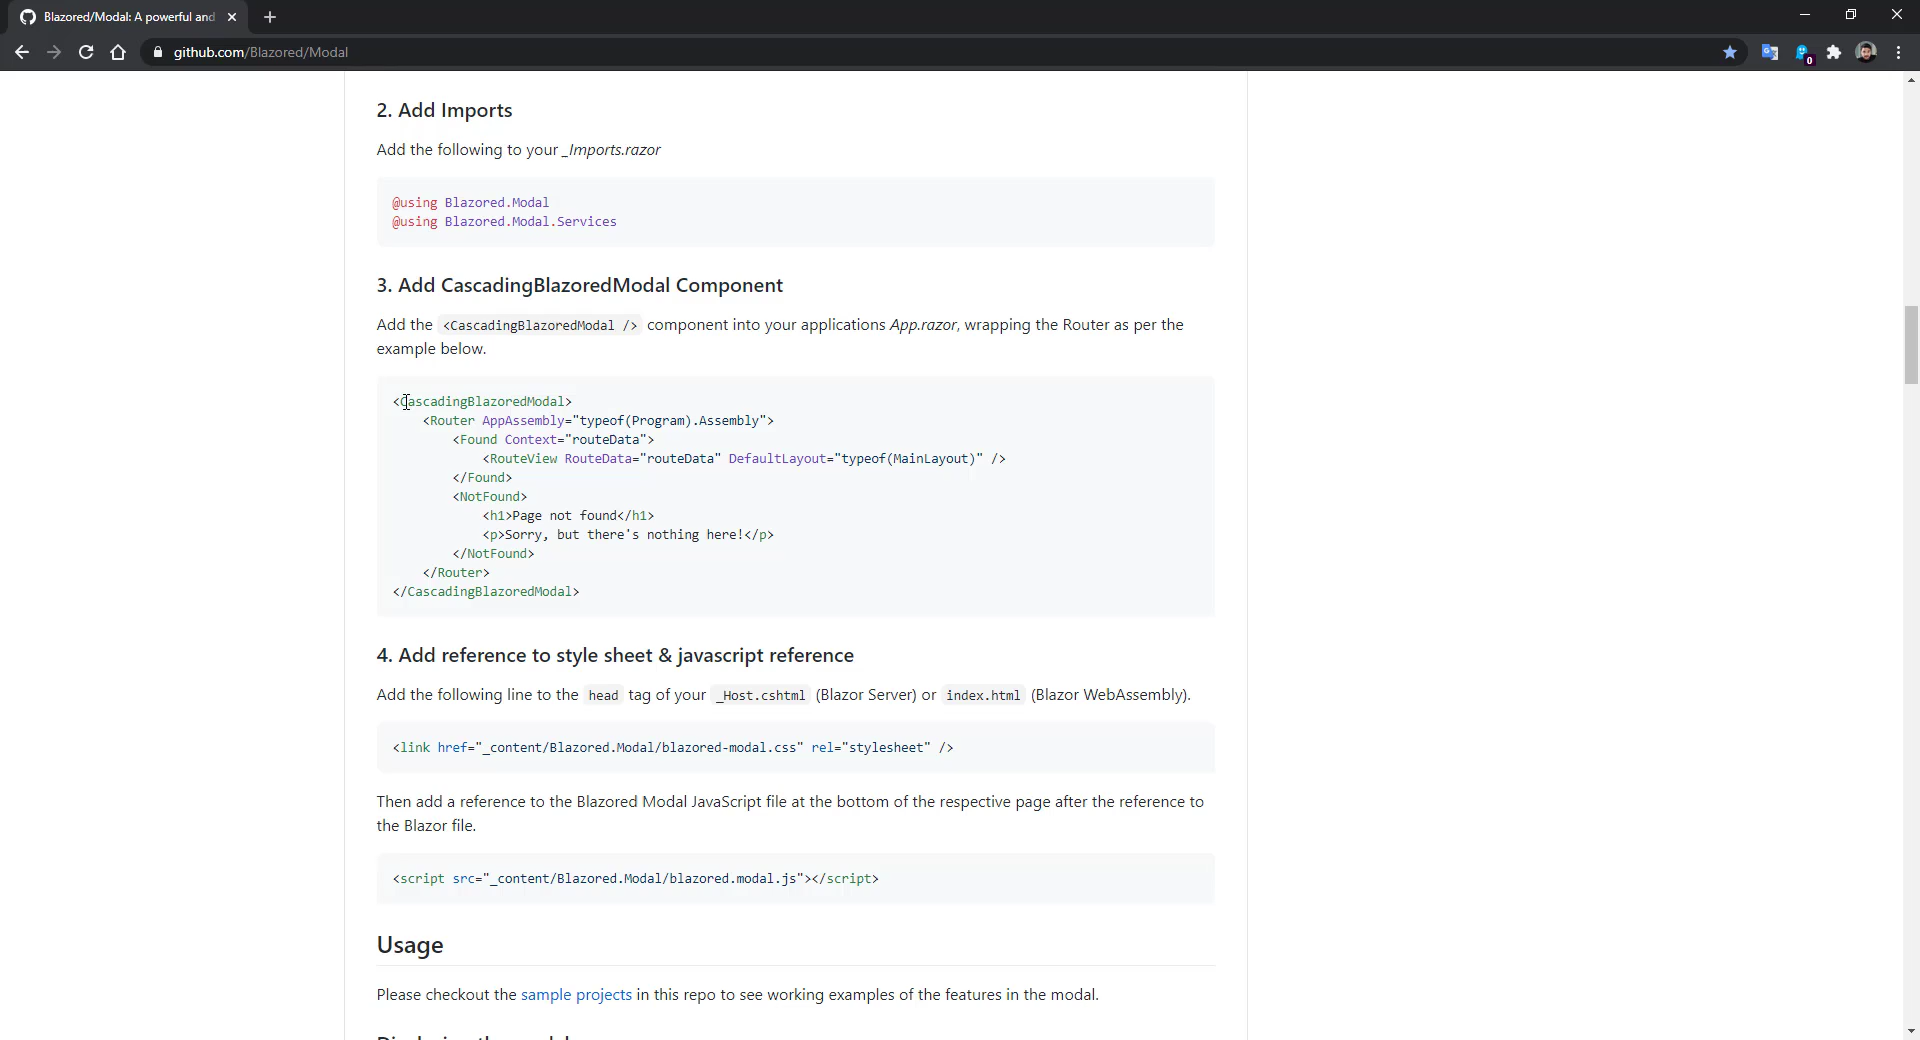 Blazored/Modal: A powerful and
github.com/Blazored/Modal
0
2. Add Imports
Add the following to your _Imports.razor
@using Blazored.Modal
@using Blazored.Modal.Services
3. Add CascadingBlazoredModal Component
Add the <CascadingBlazoredModal /> component into your applications App.razor, wrapping the Router as per the
example below.
<CascadingBlazoredModal>
    <Router AppAssembly="typeof(Program).Assembly">
        <Found Context="routeData">
            <RouteView RouteData="routeData" DefaultLayout="typeof(MainLayout)" />
        </Found>
        <NotFound>
            <h1>Page not found</h1>
            <p>Sorry, but there's nothing here!</p>
        </NotFound>
    </Router>
</CascadingBlazoredModal>
4. Add reference to style sheet & javascript reference
Add the following line to the head tag of your _Host.cshtml (Blazor Server) or index.html (Blazor WebAssembly).
<link href="_content/Blazored.Modal/blazored-modal.css" rel="stylesheet" />
Then add a reference to the Blazored Modal JavaScript file at the bottom of the respective page after the reference to
the Blazor file.
<script src="_content/Blazored.Modal/blazored.modal.js"></script>
Usage
Please checkout the sample projects in this repo to see working examples of the features in the modal.